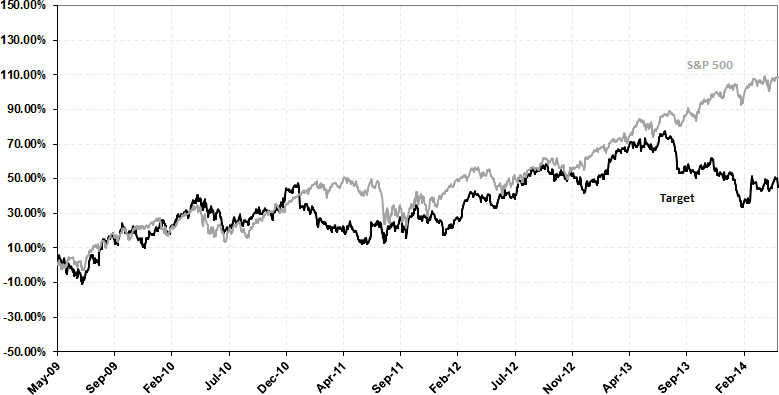 150.00%
130.00%
110.00%
90.00%
70.00%
50.00%
30.00%
10.00%
-10.00%
-30.00%
-50.00%
S&P 500
Target
May-09
Sep-09
Feb-10
Jul-10
Dec-10
Apr-11
Sep-11
Feb-12
Jul-12
Nov-12
Apr-13
Sep-13
Feb-14